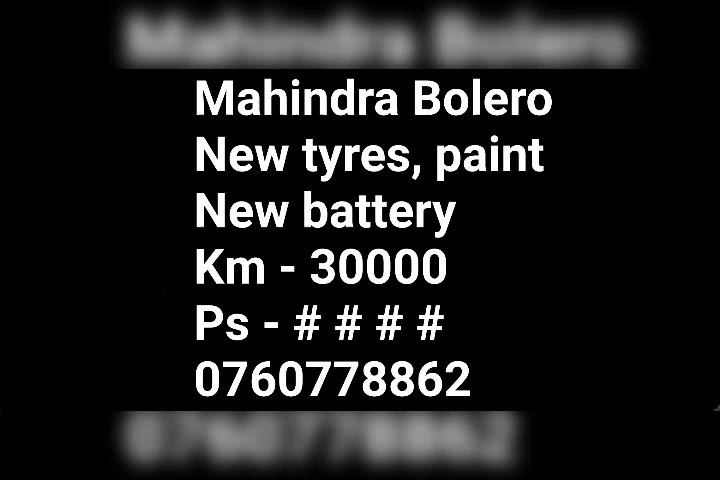 Mahindra Bolero
New tyres, paint
New battery
Km - 30000
Ps - # # # #
0760778862